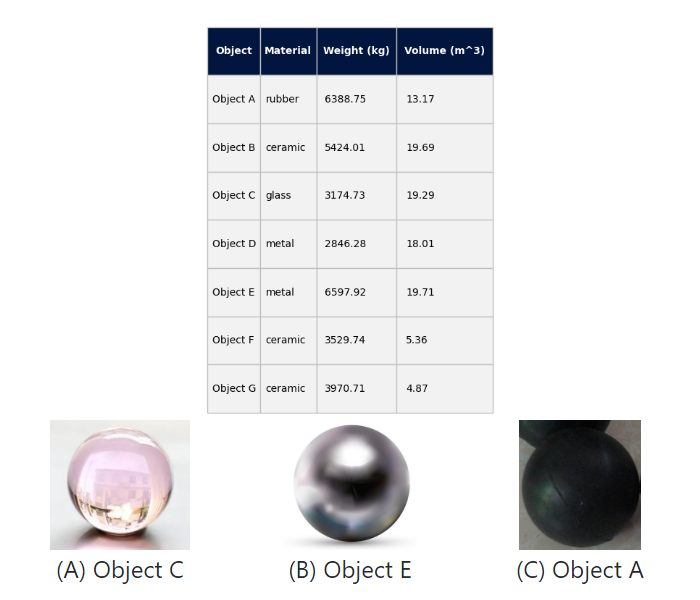 Object Material Weight (kg) Volume (m^3)
Object A rubber 6388.75 13.17
Object B ceramic 5424.01 19.69
Object C glass 3174.73 19.29
Object D metal 2846.28 18.01
Object E metal 6597.92 19.71
Object F ceramic 3529.74 5.36
Object G ceramic 3970.71 4.87
(A) Object C (B) Object E (C) Object A